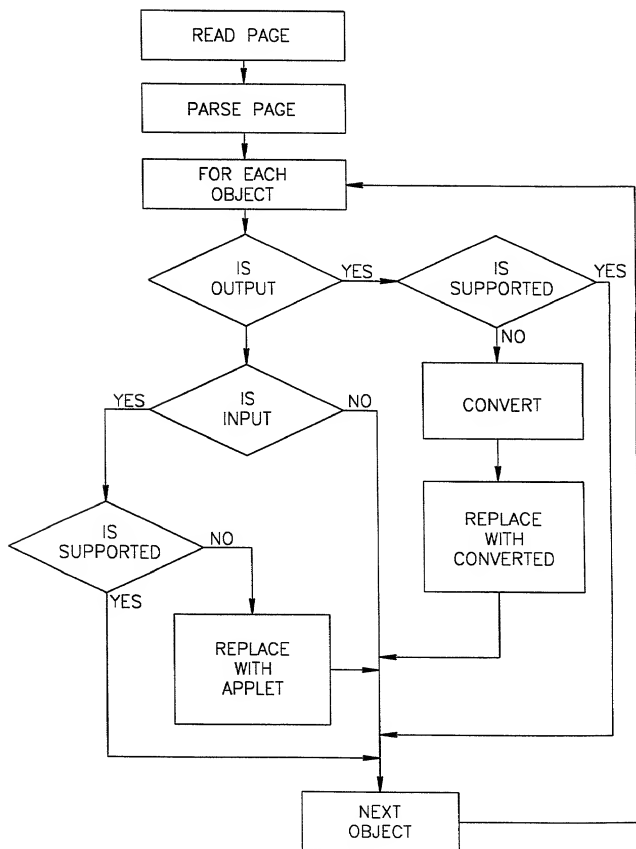 READ PAGE
PARSE PAGE
FOR EACH
OBJECT
IS
OUTPUT
YES
IS
SUPPORTED
YES
NO
IS
INPUT
YES
NO
CONVERT
REPLACE
WITH
CONVERTED
IS
SUPPORTED
NO
YES
REPLACE
WITH
APPLET
NEXT
OBJECT